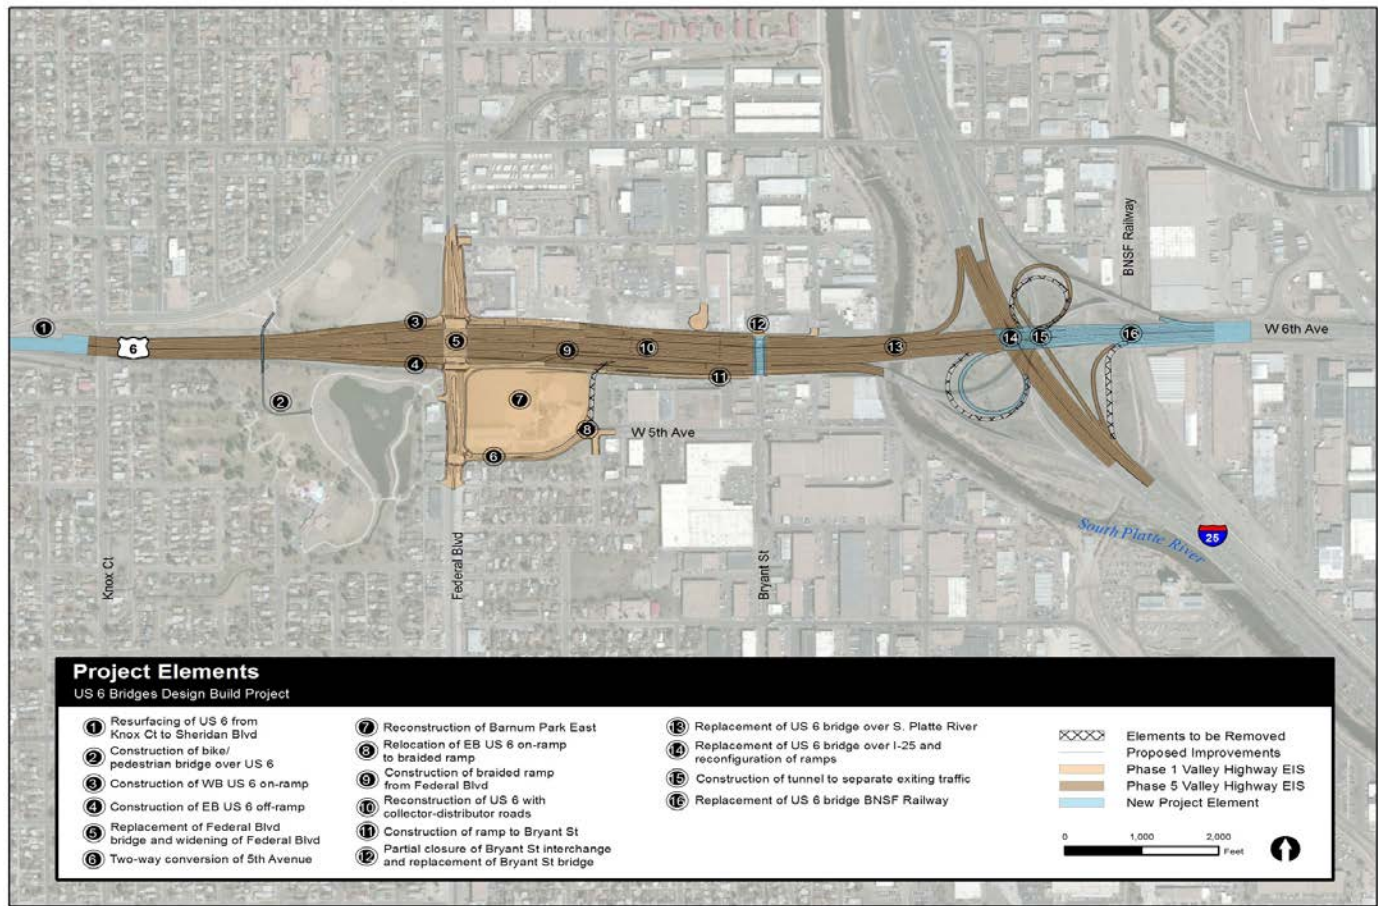 BNSF Railway
1
3
12
5
13
14
15
16
W 6th Ave
6
9
10
4
11
2
7
8
W 5th Ave
6
South Platte River
25
Knox Ct
Federal Blvd
Bryant St
Project Elements
US 6 Bridges Design Build Project
1 Resurfacing of US 6 from
Knox Ct to Sheridan Blvd
2 Construction of bike/
pedestrian bridge over US 6
3 Construction of WB US 6 on-ramp
4 Construction of EB US 6 off-ramp
5 Replacement of Federal Blvd
bridge and widening of Federal Blvd
6 Two-way conversion of 5th Avenue
7 Reconstruction of Barnum Park East
8 Relocation of EB US 6 on-ramp
to braided ramp
9 Construction of braided ramp
from Federal Blvd
10 Reconstruction of US 6 with
collector-distributor roads
11 Construction of ramp to Bryant St
12 Partial closure of Bryant St interchange
and replacement of Bryant St bridge
13 Replacement of US 6 bridge over S. Platte River
14 Replacement of US 6 bridge over I-25 and
reconfiguration of ramps
15 Construction of tunnel to separate exiting traffic
16 Replacement of US 6 bridge BNSF Railway
Elements to be Removed
Proposed Improvements
Phase 1 Valley Highway EIS
Phase 5 Valley Highway EIS
New Project Element
0 1,000 2,000
Feet